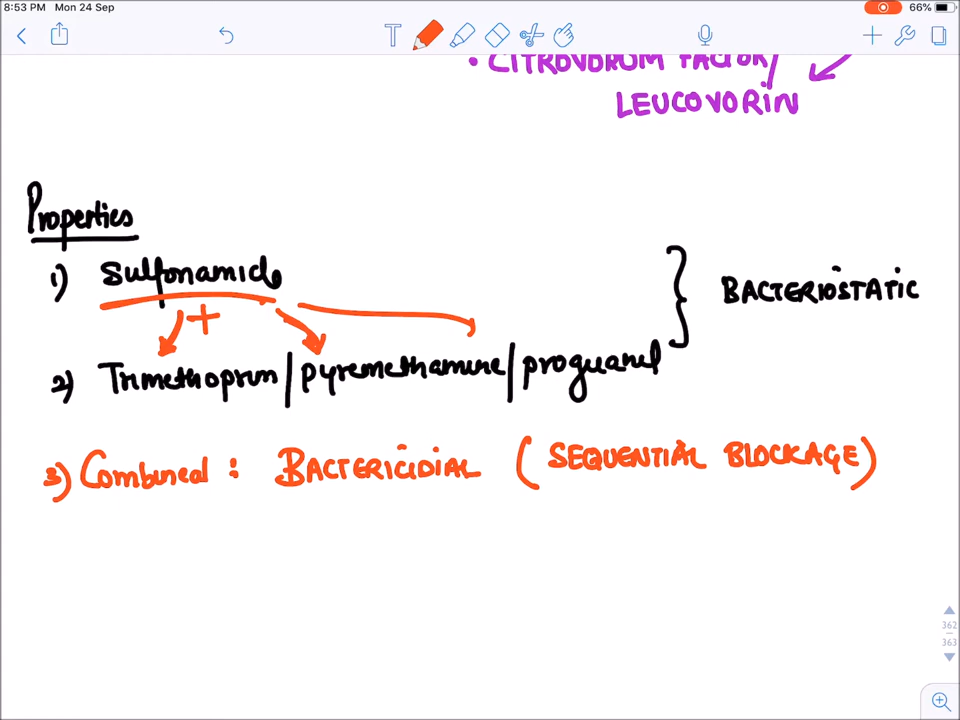 8:53 PM Mon 24 Sep 66%
T
• CITROVORUM FACTOR/
LEUCOVORIN
Properties
1) Sulfonamide
BACTERIOSTATIC
+
2) Trimethoprim/pyremethamine/proguanel
3) Combined : BACTERICIDIAL (SEQUENTIAL BLOCKAGE)
362
363